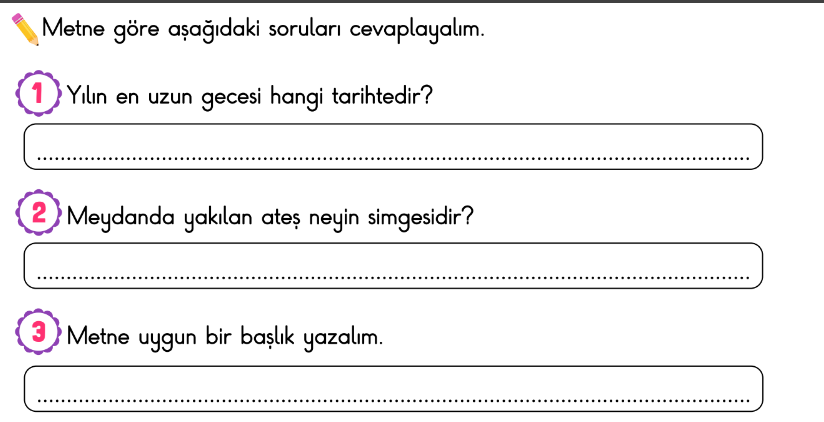 Metne göre aşağıdaki soruları cevaplayalım.
1 Yılın en uzun gecesi hangi tarihtedir?
2 Meydanda yakılan ateş neyin simgesidir?
3 Metne uygun bir başlık yazalım.